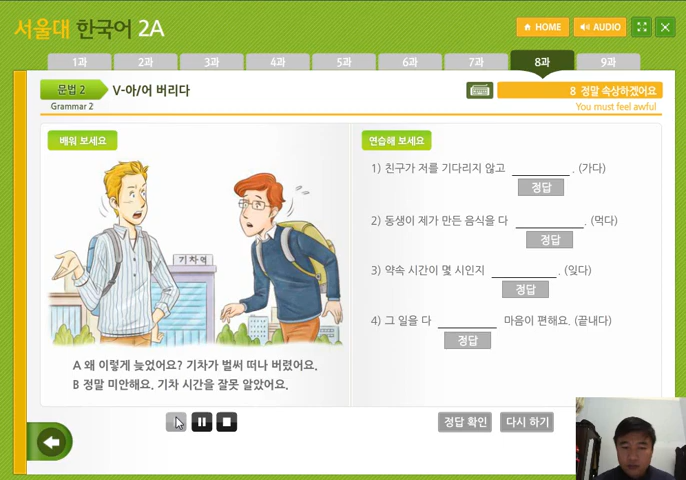 서울대 한국어 2A
HOME
AUDIO
1과 2과 3과 4과 5과 6과 7과 8과 9과
문법 2
Grammar 2
V-아/어 버리다
8 정말 속상하겠어요
You must feel awful
배워 보세요
기차역
A 왜 이렇게 늦었어요? 기차가 벌써 떠나 버렸어요.
B 정말 미안해요. 기차 시간을 잘못 알았어요.
연습해 보세요
1) 친구가 저를 기다리지 않고 ________ . (가다)
정답
2) 동생이 제가 만든 음식을 다 ________ . (먹다)
정답
3) 약속 시간이 몇 시인지 ________ . (잊다)
정답
4) 그 일을 다 ________ 마음이 편해요. (끝내다)
정답
정답 확인
다시 하기